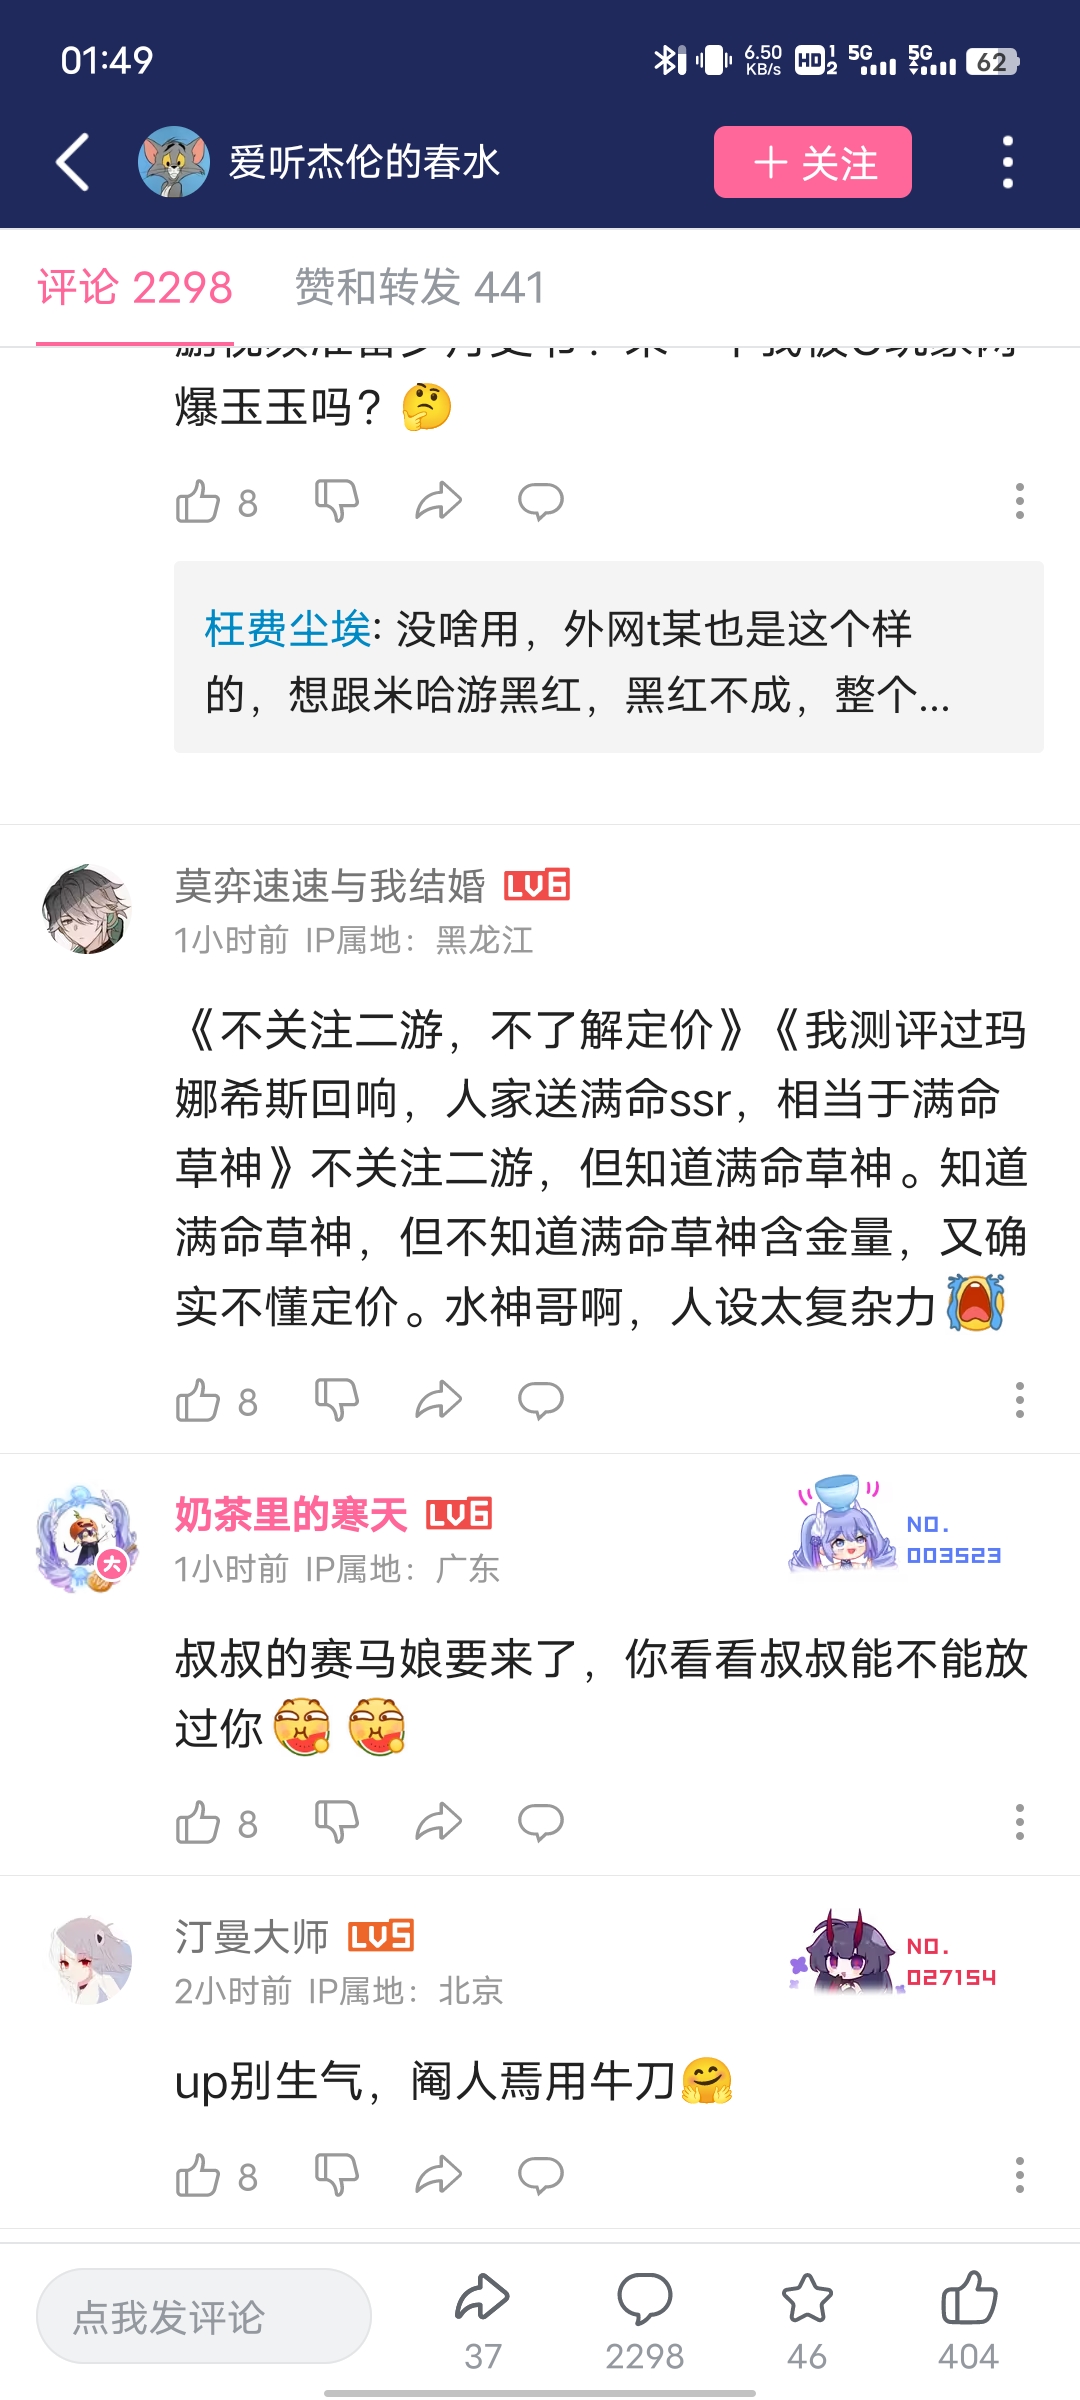 01:49
6.50
KB/s
HD 1
2
5G
5G
62
爱听杰伦的春水
+ 关注
评论 2298
赞和转发 441
爆玉玉吗？
8
枉费尘埃: 没啥用，外网t某也是这个样
的，想跟米哈游黑红，黑红不成，整个...
莫弈速速与我结婚 LV6
1小时前 IP属地：黑龙江
《不关注二游，不了解定价》《我测评过玛
娜希斯回响，人家送满命ssr，相当于满命
草神》不关注二游，但知道满命草神。知道
满命草神，但不知道满命草神含金量，又确
实不懂定价。水神哥啊，人设太复杂力
8
奶茶里的寒天 LV6
大
NO.
003523
1小时前 IP属地：广东
叔叔的赛马娘要来了，你看看叔叔能不能放
过你
8
汀曼大师 LV5
NO.
027154
2小时前 IP属地：北京
up别生气，阉人焉用牛刀
8
点我发评论
37
2298
46
404